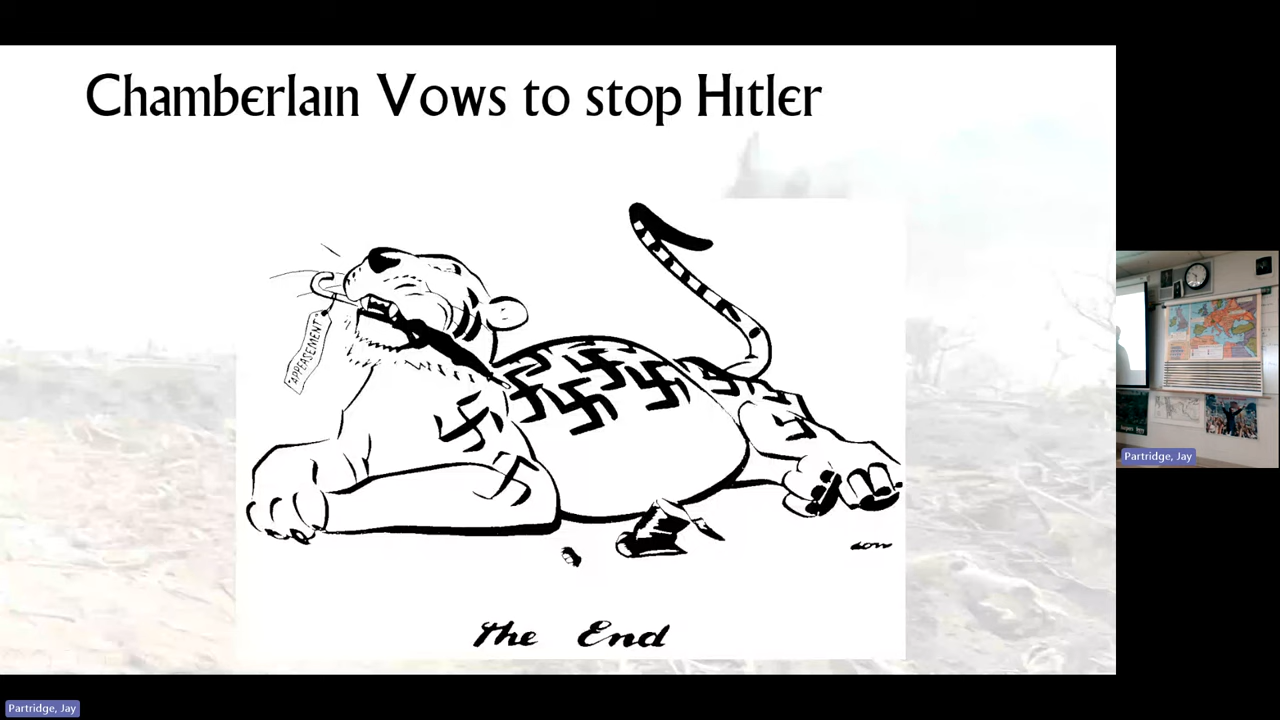 Chamberlain Vows to stop Hitler
APPEASEMENT
LOW
The End
Partridge, Jay
Partridge, Jay